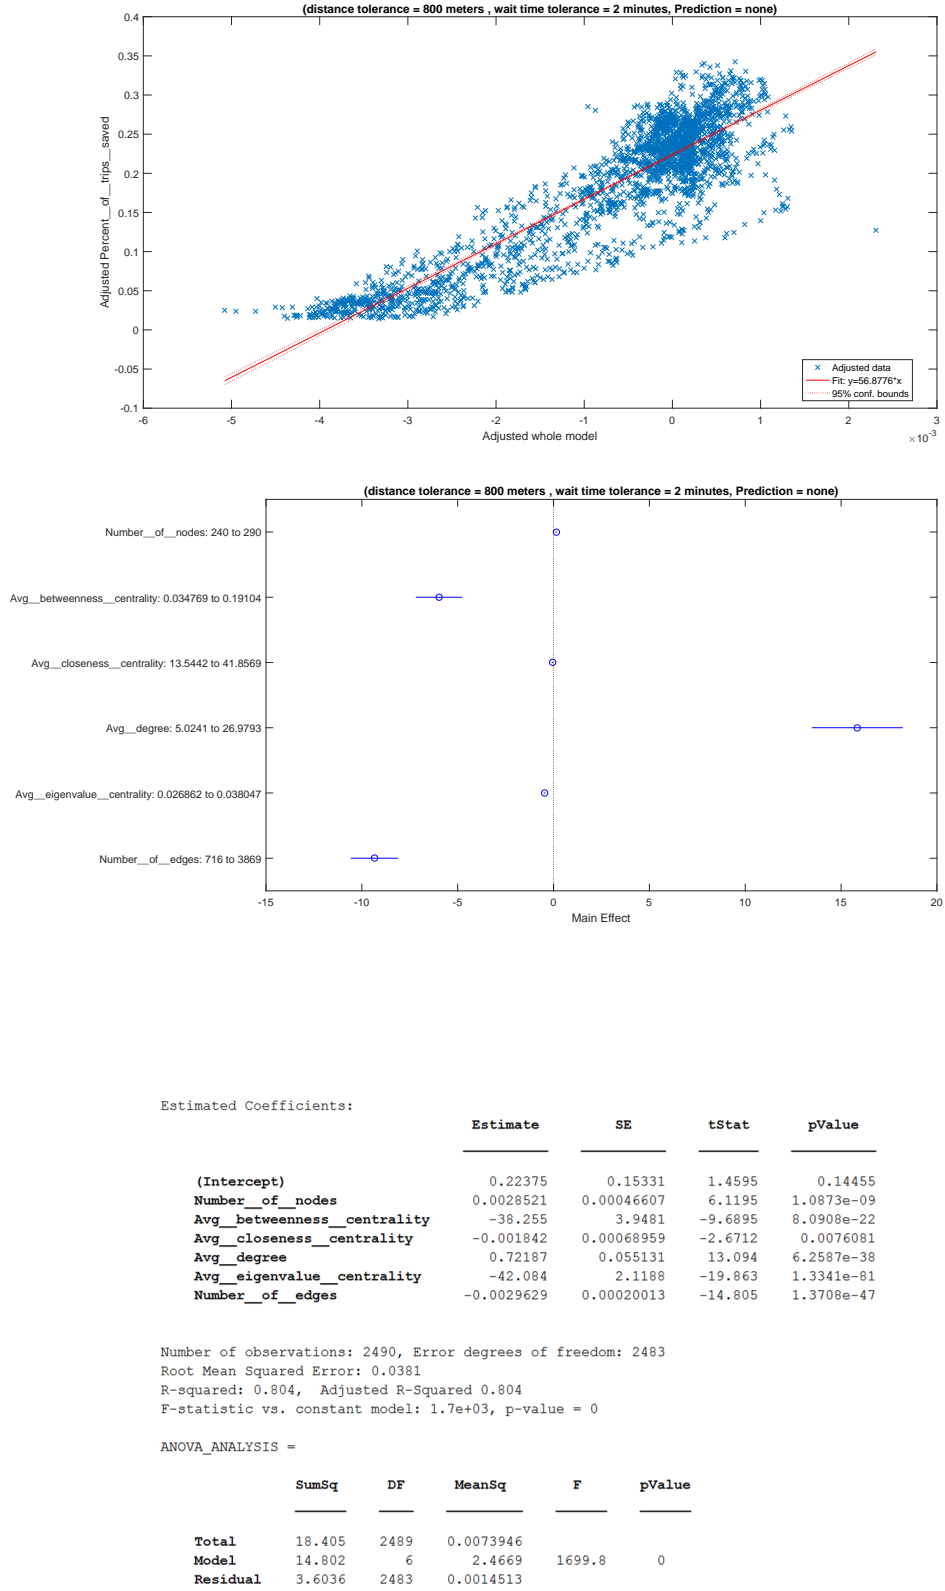 (distance tolerance = 800 meters , wait time tolerance = 2 minutes, Prediction = none)
0.4
0.35
0.3
0.25
0.2
0.15
0.1
0.05
0
-0.05
-0.1
Adjusted Percent__of__trips__saved
Adjusted data
Fit: y=56.8776*x
95% conf. bounds
-6 -5 -4 -3 -2 -1 0 1 2 3
Adjusted whole model
×10⁻³
(distance tolerance = 800 meters , wait time tolerance = 2 minutes, Prediction = none)
Number__of__nodes: 240 to 290
Avg__betweenness__centrality: 0.034769 to 0.19104
Avg__closeness__centrality: 13.5442 to 41.8569
Avg__degree: 5.0241 to 26.9793
Avg__eigenvalue__centrality: 0.026862 to 0.038047
Number__of__edges: 716 to 3869
-15 -10 -5 0 5 10 15 20
Main Effect
Estimated Coefficients:
Estimate SE tStat pValue
(Intercept) 0.22375 0.15331 1.4595 0.14455
Number__of__nodes 0.0028521 0.00046607 6.1195 1.0873e-09
Avg__betweenness__centrality -38.255 3.9481 -9.6895 8.0908e-22
Avg__closeness__centrality -0.001842 0.00068959 -2.6712 0.0076081
Avg__degree 0.72187 0.055131 13.094 6.2587e-38
Avg__eigenvalue__centrality -42.084 2.1188 -19.863 1.3341e-81
Number__of__edges -0.0029629 0.00020013 -14.805 1.3708e-47
Number of observations: 2490, Error degrees of freedom: 2483
Root Mean Squared Error: 0.0381
R-squared: 0.804, Adjusted R-Squared 0.804
F-statistic vs. constant model: 1.7e+03, p-value = 0
ANOVA_ANALYSIS =
SumSq DF MeanSq F pValue
Total 18.405 2489 0.0073946
Model 14.802 6 2.4669 1699.8 0
Residual 3.6036 2483 0.0014513